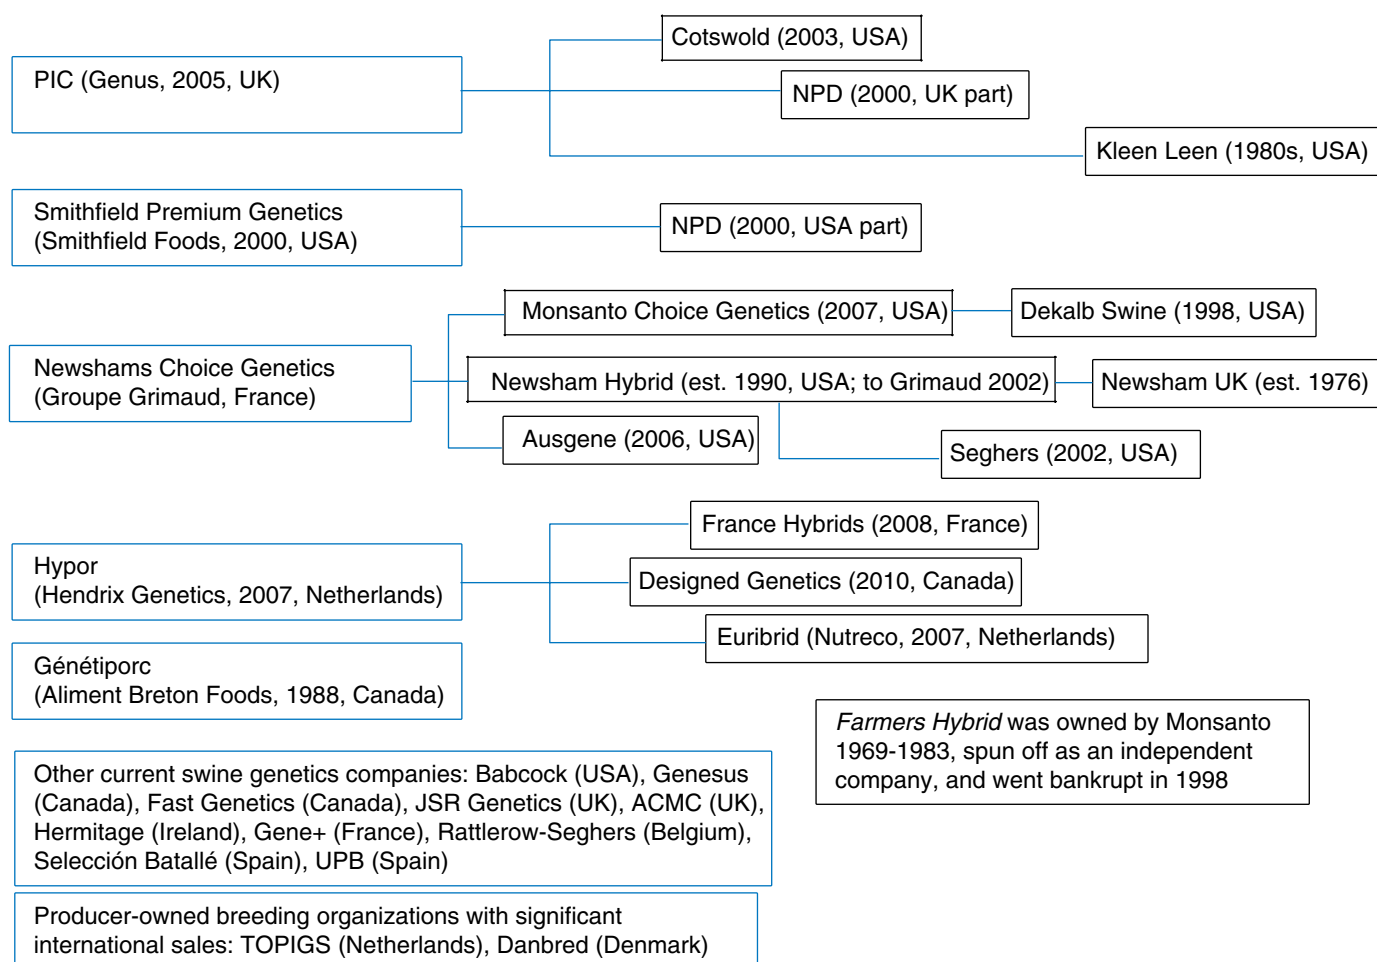 Cotswold (2003, USA)
PIC (Genus, 2005, UK)
NPD (2000, UK part)
Kleen Leen (1980s, USA)
Smithfield Premium Genetics
(Smithfield Foods, 2000, USA)
NPD (2000, USA part)
Monsanto Choice Genetics (2007, USA)
Dekalb Swine (1998, USA)
Newshams Choice Genetics
(Groupe Grimaud, France)
Newsham Hybrid (est. 1990, USA; to Grimaud 2002)
Newsham UK (est. 1976)
Ausgene (2006, USA)
Seghers (2002, USA)
France Hybrids (2008, France)
Hypor
(Hendrix Genetics, 2007, Netherlands)
Designed Genetics (2010, Canada)
Euribrid (Nutreco, 2007, Netherlands)
Génétiporc
(Aliment Breton Foods, 1988, Canada)
Farmers Hybrid was owned by Monsanto
1969-1983, spun off as an independent
company, and went bankrupt in 1998
Other current swine genetics companies: Babcock (USA), Genesus
(Canada), Fast Genetics (Canada), JSR Genetics (UK), ACMC (UK),
Hermitage (Ireland), Gene+ (France), Rattlerow-Seghers (Belgium),
Selección Batallé (Spain), UPB (Spain)
Producer-owned breeding organizations with significant
international sales: TOPIGS (Netherlands), Danbred (Denmark)